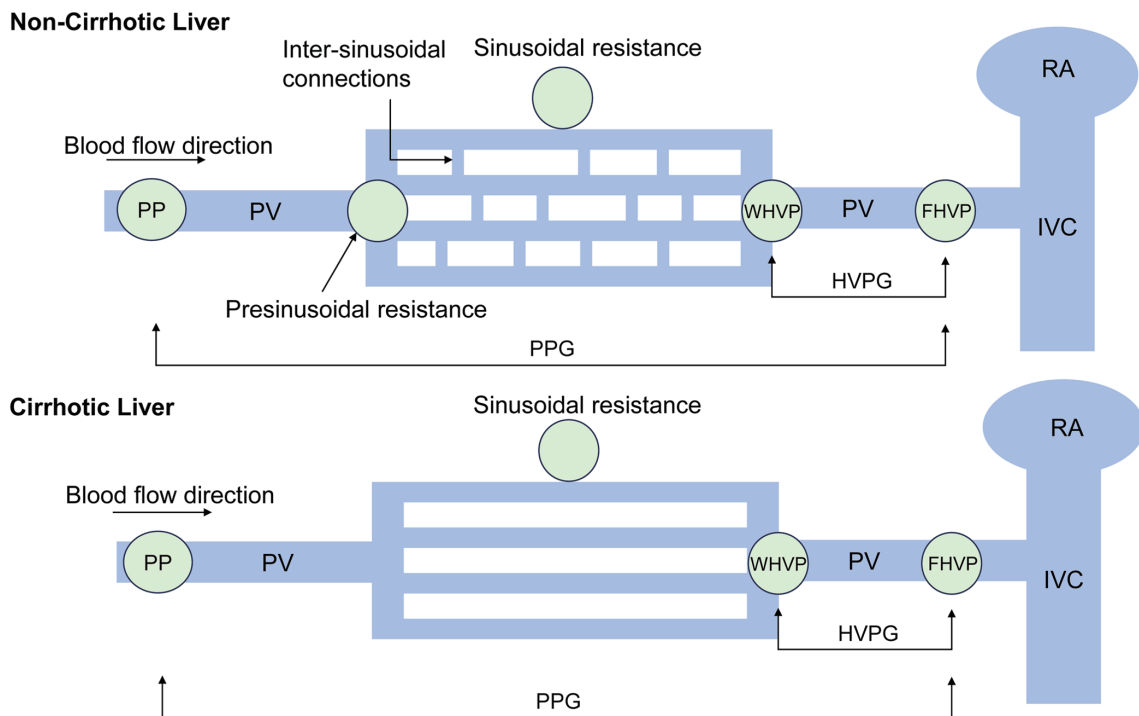 Non-Cirrhotic Liver
Inter-sinusoidal
connections
Sinusoidal resistance
RA
Blood flow direction
PP
PV
WHVP
PV
FHVP
IVC
HVPG
Presinusoidal resistance
PPG
Cirrhotic Liver
Sinusoidal resistance
RA
Blood flow direction
PP
PV
WHVP
PV
FHVP
IVC
HVPG
PPG